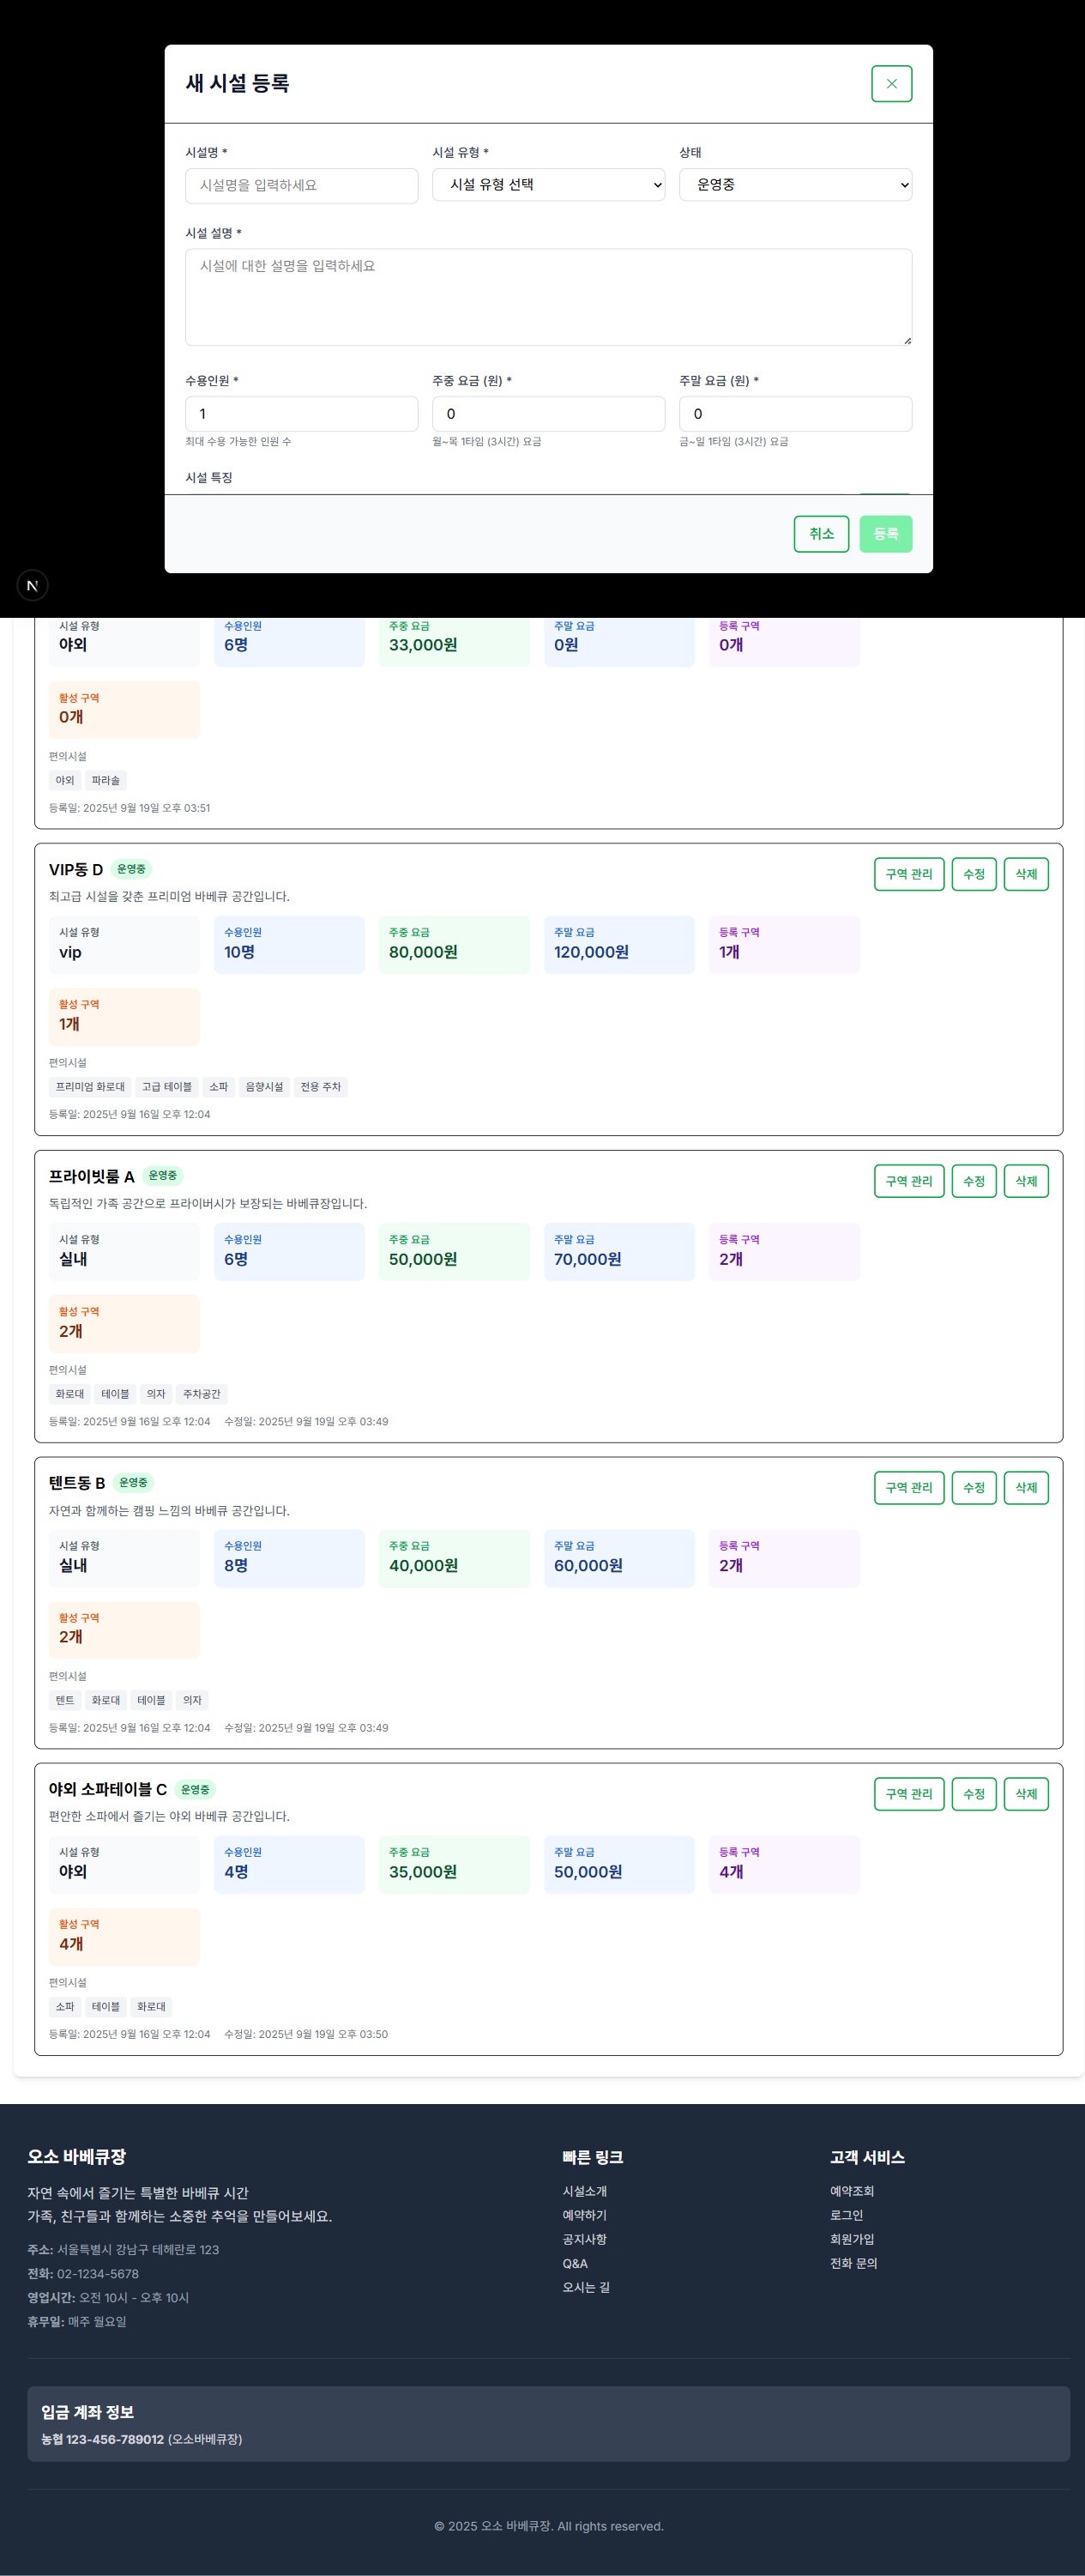 새 시설 등록
×
시설명 *
시설 유형 *
상태
시설명을 입력하세요
시설 유형 선택
운영중
시설 설명 *
시설에 대한 설명을 입력하세요
수용인원 *
주중 요금 (원) *
주말 요금 (원) *
1
0
0
최대 수용 가능한 인원 수
월~목 1타임 (3시간) 요금
금~일 1타임 (3시간) 요금
시설 특징
취소
등록
N
시설 유형
수용인원
주중 요금
주말 요금
등록 구역
야외
6명
33,000원
0원
0개
활성 구역
0개
편의시설
야외
파라솔
등록일: 2025년 9월 19일 오후 03:51
VIP동 D
운영중
구역 관리
수정
삭제
최고급 시설을 갖춘 프리미엄 바베큐 공간입니다.
시설 유형
수용인원
주중 요금
주말 요금
등록 구역
vip
10명
80,000원
120,000원
1개
활성 구역
1개
편의시설
프리미엄 화로대
고급 테이블
소파
음향시설
전용 주차
등록일: 2025년 9월 16일 오후 12:04
프라이빗룸 A
운영중
구역 관리
수정
삭제
독립적인 가족 공간으로 프라이버시가 보장되는 바베큐장입니다.
시설 유형
수용인원
주중 요금
주말 요금
등록 구역
실내
6명
50,000원
70,000원
2개
활성 구역
2개
편의시설
화로대
테이블
의자
주차공간
등록일: 2025년 9월 16일 오후 12:04
수정일: 2025년 9월 19일 오후 03:49
텐트동 B
운영중
구역 관리
수정
삭제
자연과 함께하는 캠핑 느낌의 바베큐 공간입니다.
시설 유형
수용인원
주중 요금
주말 요금
등록 구역
실내
8명
40,000원
60,000원
2개
활성 구역
2개
편의시설
텐트
화로대
테이블
의자
등록일: 2025년 9월 16일 오후 12:04
수정일: 2025년 9월 19일 오후 03:49
야외 소파테이블 C
운영중
구역 관리
수정
삭제
편안한 소파에서 즐기는 야외 바베큐 공간입니다.
시설 유형
수용인원
주중 요금
주말 요금
등록 구역
야외
4명
35,000원
50,000원
4개
활성 구역
4개
편의시설
소파
테이블
화로대
등록일: 2025년 9월 16일 오후 12:04
수정일: 2025년 9월 19일 오후 03:50
오소 바베큐장
자연 속에서 즐기는 특별한 바베큐 시간
가족, 친구들과 함께하는 소중한 추억을 만들어보세요.
주소: 서울특별시 강남구 테헤란로 123
전화: 02-1234-5678
영업시간: 오전 10시 - 오후 10시
휴무일: 매주 월요일
빠른 링크
시설소개
예약하기
공지사항
Q&A
오시는 길
고객 서비스
예약조회
로그인
회원가입
전화 문의
입금 계좌 정보
농협 123-456-789012 (오소바베큐장)
© 2025 오소 바베큐장. All rights reserved.